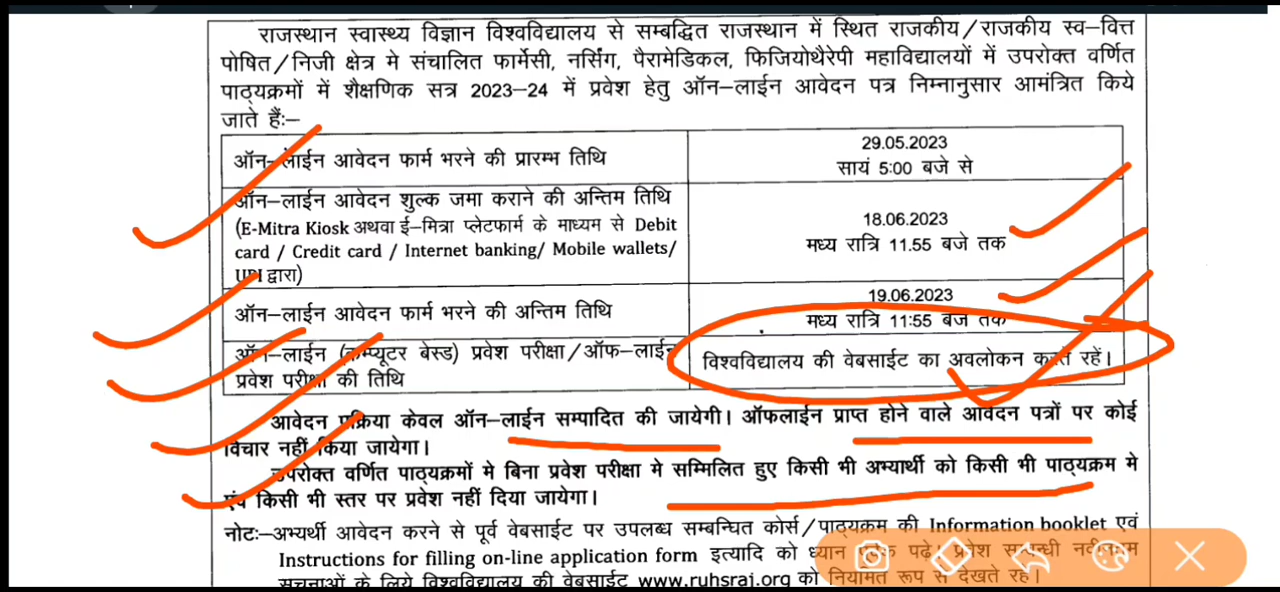 राजस्थान स्वास्थ्य विज्ञान विश्वविद्यालय से सम्बद्धित राजस्थान में स्थित राजकीय/राजकीय स्व–वित्त
पोषित/निजी क्षेत्र मे संचालित फार्मेसी, नर्सिंग, पैरामेडिकल, फिजियोथैरेपी महाविद्यालयों में उपरोक्त वर्णित
पाठ्यक्रमों में शैक्षणिक सत्र 2023–24 में प्रवेश हेतु ऑन–लाईन आवेदन पत्र निम्नानुसार आमंत्रित किये
जाते हैं:–
ऑन–लाईन आवेदन फार्म भरने की प्रारम्भ तिथि
29.05.2023
सायं 5:00 बजे से
ऑन–लाईन आवेदन शुल्क जमा कराने की अन्तिम तिथि
(E-Mitra Kiosk अथवा ई–मित्रा प्लेटफार्म के माध्यम से Debit
card / Credit card / Internet banking/ Mobile wallets/
UPI द्वारा)
18.06.2023
मध्य रात्रि 11.55 बजे तक
ऑन–लाईन आवेदन फार्म भरने की अन्तिम तिथि
19.06.2023
मध्य रात्रि 11:55 बजे तक
ऑन–लाईन (कम्प्यूटर बेस्ड) प्रवेश परीक्षा/ऑफ–लाईन
प्रवेश परीक्षा की तिथि
विश्वविद्यालय की वेबसाईट का अवलोकन करते रहें।
आवेदन प्रक्रिया केवल ऑन–लाईन सम्पादित की जायेगी। ऑफलाईन प्राप्त होने वाले आवेदन पत्रों पर कोई
विचार नहीं किया जायेगा।
उपरोक्त वर्णित पाठ्यक्रमों मे बिना प्रवेश परीक्षा मे सम्मिलित हुए किसी भी अभ्यार्थी को किसी भी पाठ्यक्रम मे
एंव किसी भी स्तर पर प्रवेश नहीं दिया जायेगा।
नोटः–अभ्यर्थी आवेदन करने से पूर्व वेबसाईट पर उपलब्ध सम्बन्धित कोर्स/पाठ्यक्रम की Information booklet एवं
Instructions for filling on-line application form इत्यादि को ध्यान पूर्वक पढे। प्रवेश सम्बन्धी नवीनतम
सूचनाओं के लिये विश्वविद्यालय की वेबसाईट www.ruhsraj.org को नियमित रूप से देखते रहे।